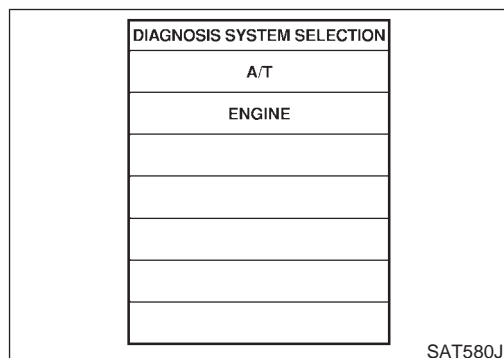 DIAGNOSIS SYSTEM SELECTION
A/T
ENGINE
SAT580J